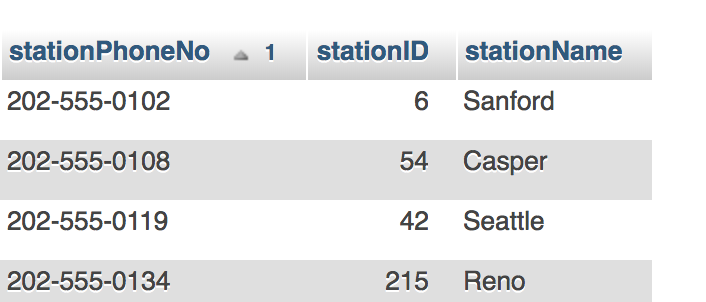 stationPhoneNo 1 stationID stationName
202-555-0102 6 Sanford
202-555-0108 54 Casper
202-555-0119 42 Seattle
202-555-0134 215 Reno